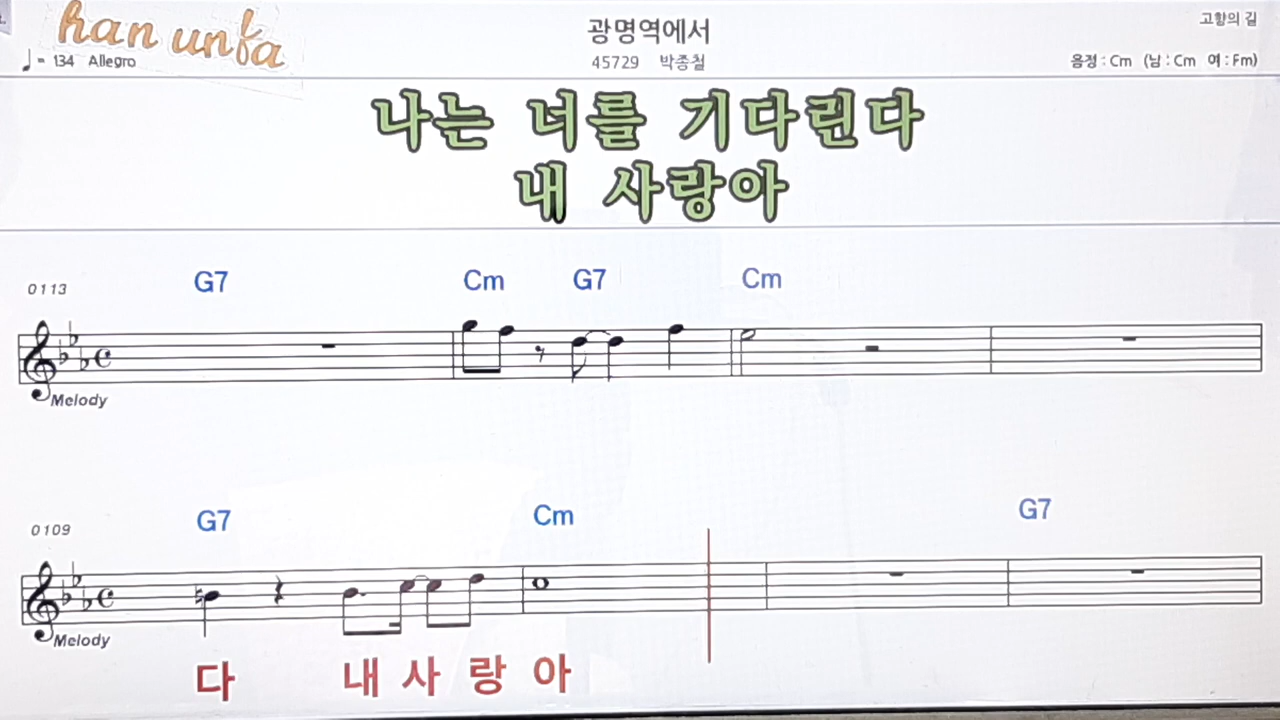 han unfa
광명역에서
고향의 길
♩= 134 Allegro
45729 박종철
음정 : Cm (남 : Cm 여 : Fm)
나는 너를 기다린다
내 사랑아
0113 G7 Cm G7 Cm
Melody
0109 G7 Cm G7
Melody
다 내 사 랑 아